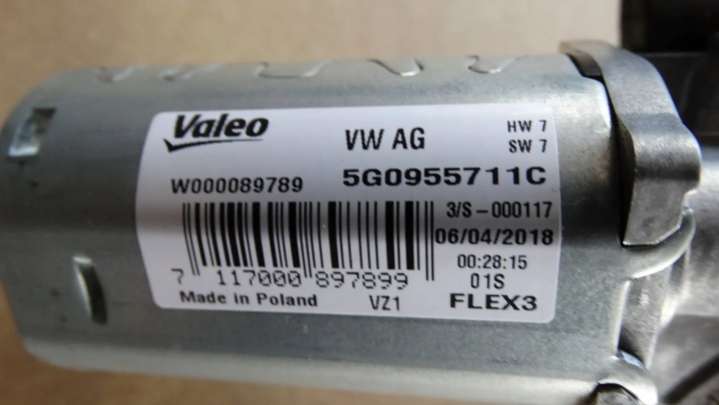 Valeo
VW AG
HW 7
SW 7
W000089789
5G0955711C
3/S-000117
06/04/2018
00:28:15
7 117000 897899
01S
Made in Poland
VZ1
FLEX3